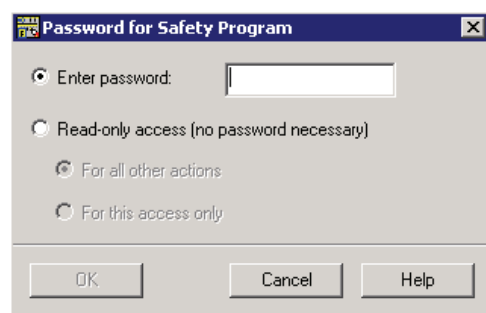 Password for Safety Program
Enter password:
Read-only access (no password necessary)
For all other actions
For this access only
OK Cancel Help